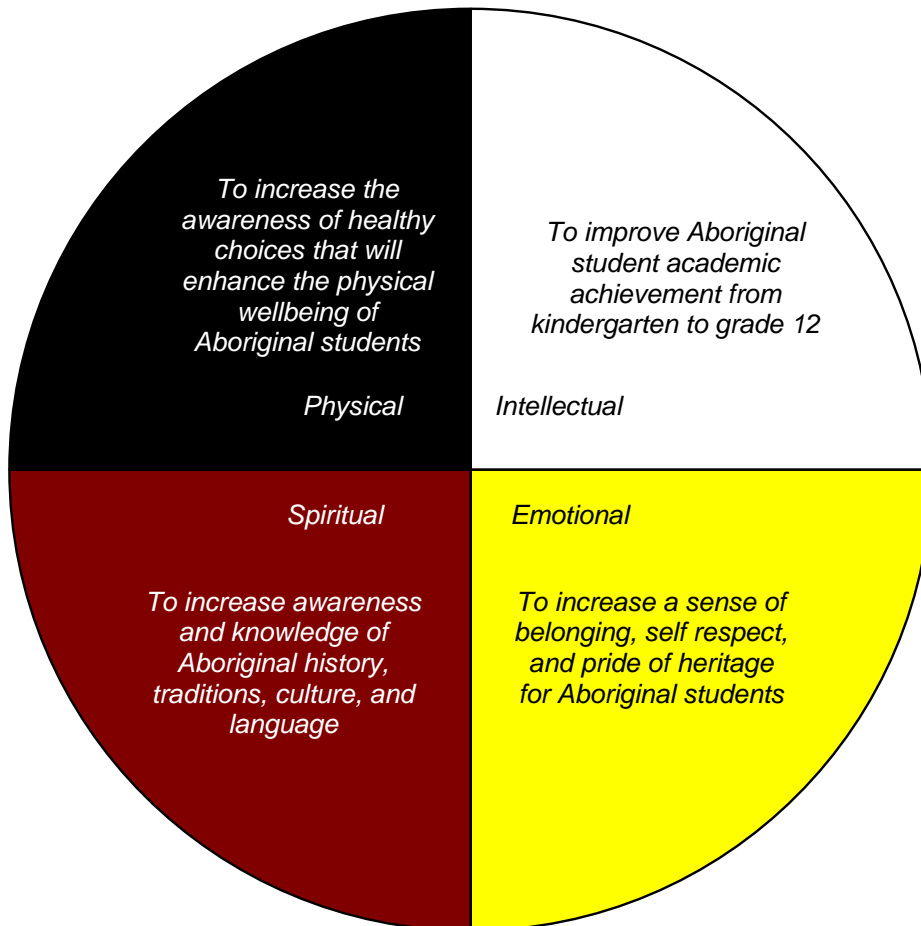 To increase the
awareness of healthy
choices that will
enhance the physical
wellbeing of
Aboriginal students
Physical
To improve Aboriginal
student academic
achievement from
kindergarten to grade 12
Intellectual
Spiritual
To increase awareness
and knowledge of
Aboriginal history,
traditions, culture, and
language
Emotional
To increase a sense of
belonging, self respect,
and pride of heritage
for Aboriginal students